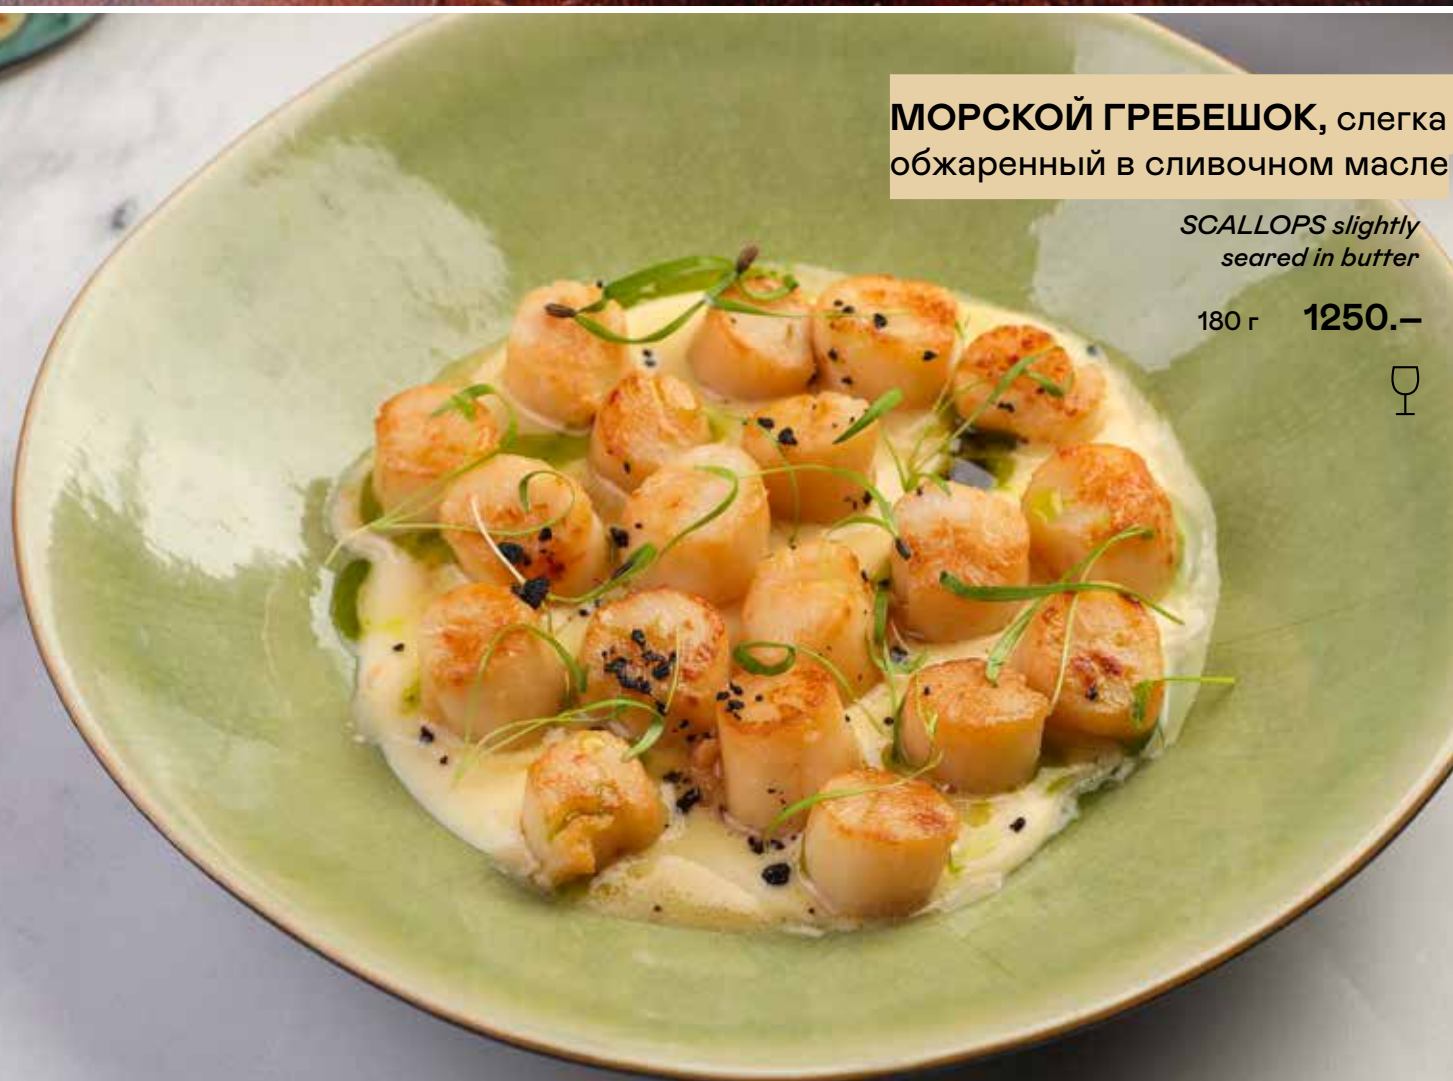 МОРСКОЙ ГРЕБЕШОК, слегка
обжаренный в сливочном масле
SCALLOPS slightly
seared in butter
180 г 1250.–